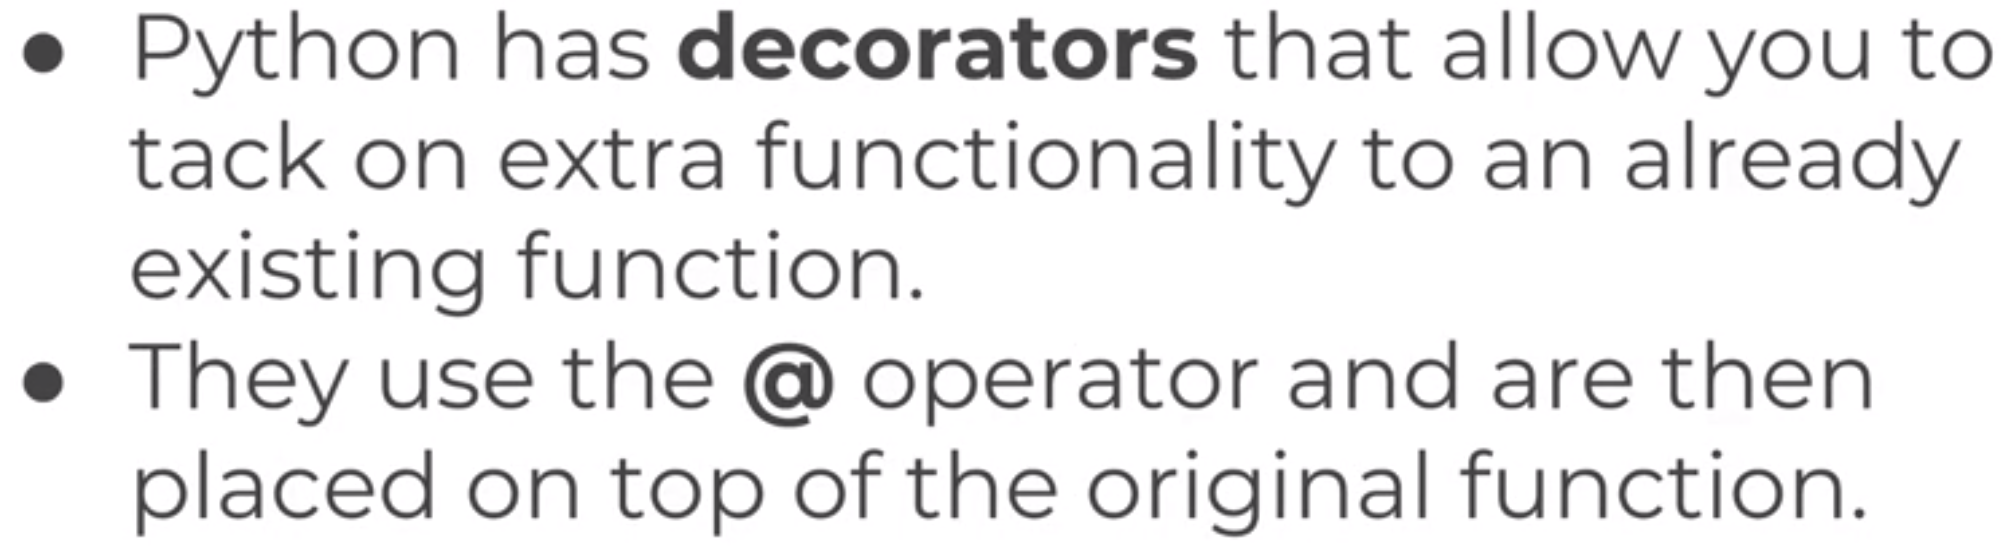 ● Python has decorators that allow you to
tack on extra functionality to an already
existing function.
● They use the @ operator and are then
placed on top of the original function.